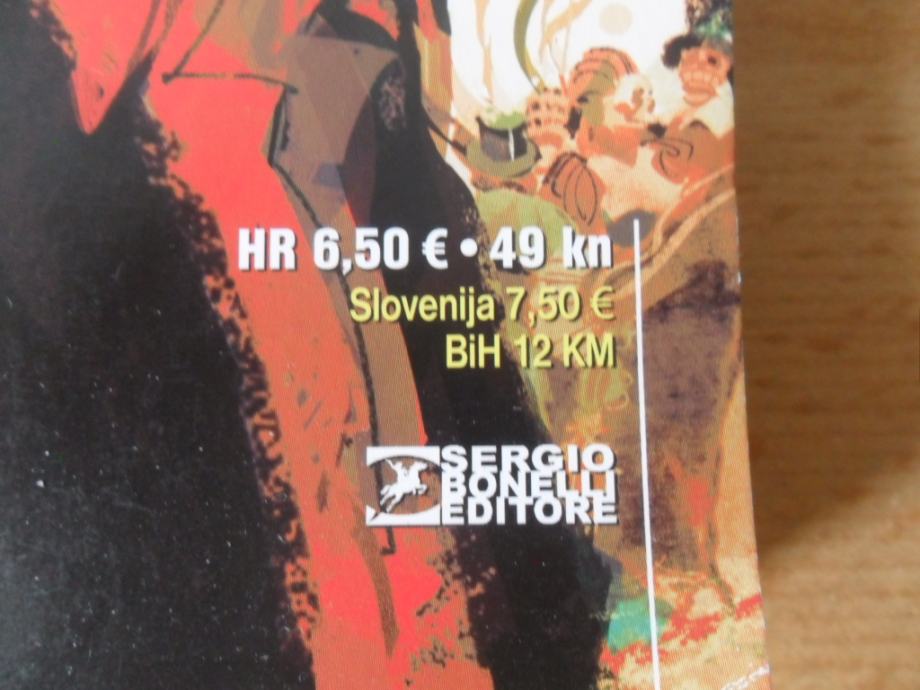 HR 6,50 € • 49 kn
Slovenija 7,50 €
BiH 12 KM
SERGIO
BONELLI
EDITORE